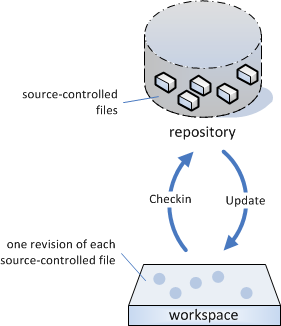 source-controlled
files
repository
Checkin
Update
one revision of each
source-controlled file
workspace